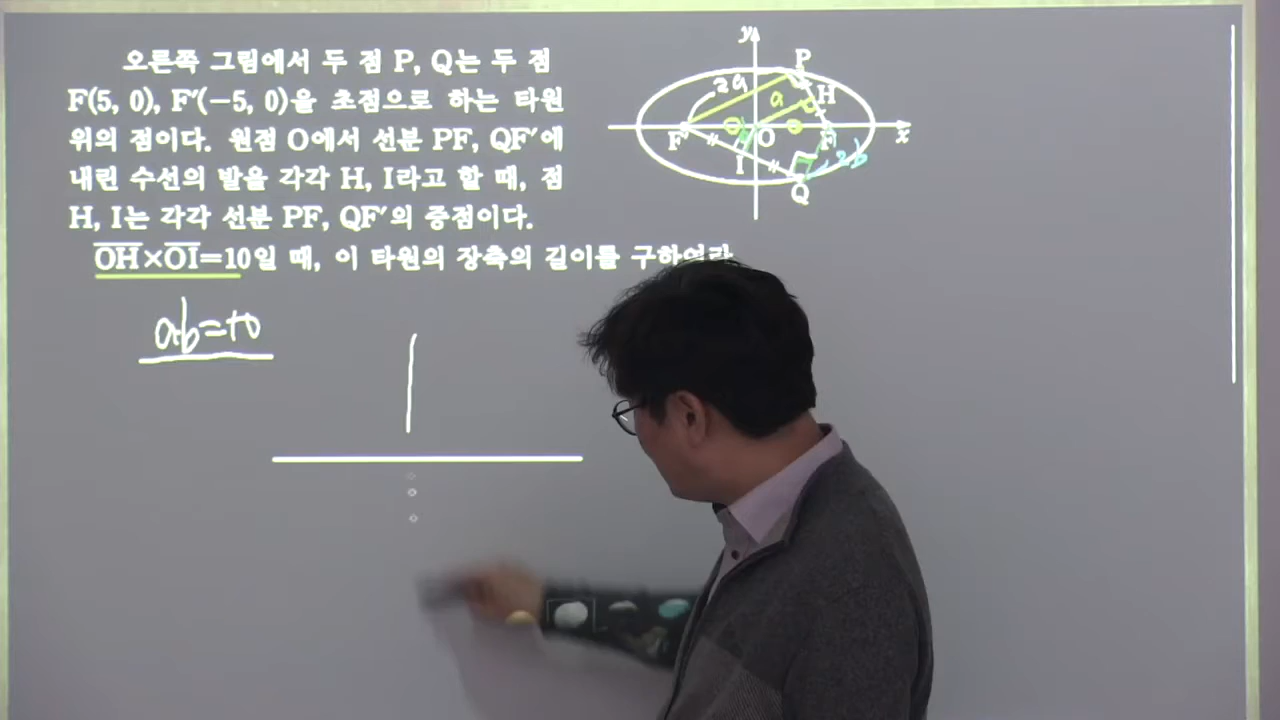 오른쪽 그림에서 두 점 P, Q는 두 점
F(5, 0), F′(−5, 0)을 초점으로 하는 타원
위의 점이다. 원점 O에서 선분 PF, QF′에
내린 수선의 발을 각각 H, I라고 할 때, 점
H, I는 각각 선분 PF, QF′의 중점이다.
OH×OI=10일 때, 이 타원의 장축의 길이를 구하여라.
ab=10
y
P
2a
a
H
F′
b
O
F
x
I
2b
Q